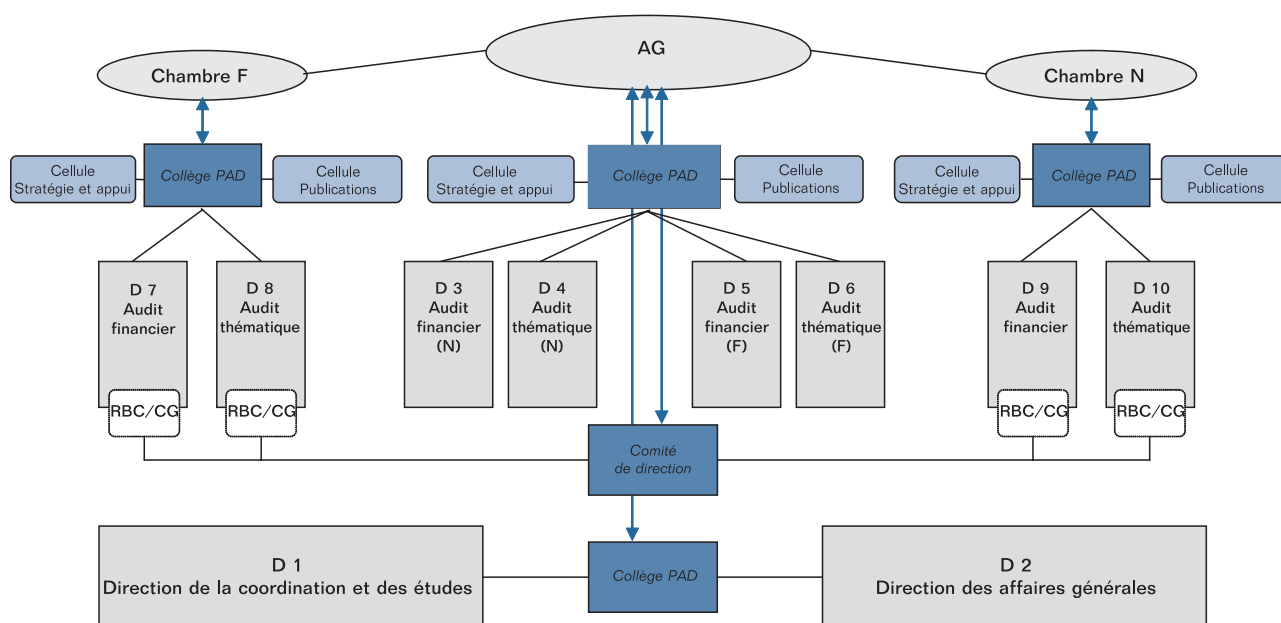 AG
Chambre F
Chambre N
Cellule
Stratégie et appui
Collège PAD
Cellule
Publications
Cellule
Stratégie et appui
Collège PAD
Cellule
Publications
Cellule
Stratégie et appui
Collège PAD
Cellule
Publications
D 7
Audit
financier
D 8
Audit
thématique
D 3
Audit
financier
(N)
D 4
Audit
thématique
(N)
D 5
Audit
financier
(F)
D 6
Audit
thématique
(F)
D 9
Audit
financier
D 10
Audit
thématique
RBC/CG
RBC/CG
RBC/CG
RBC/CG
Comité
de direction
D 1
Direction de la coordination et des études
Collège PAD
D 2
Direction des affaires générales